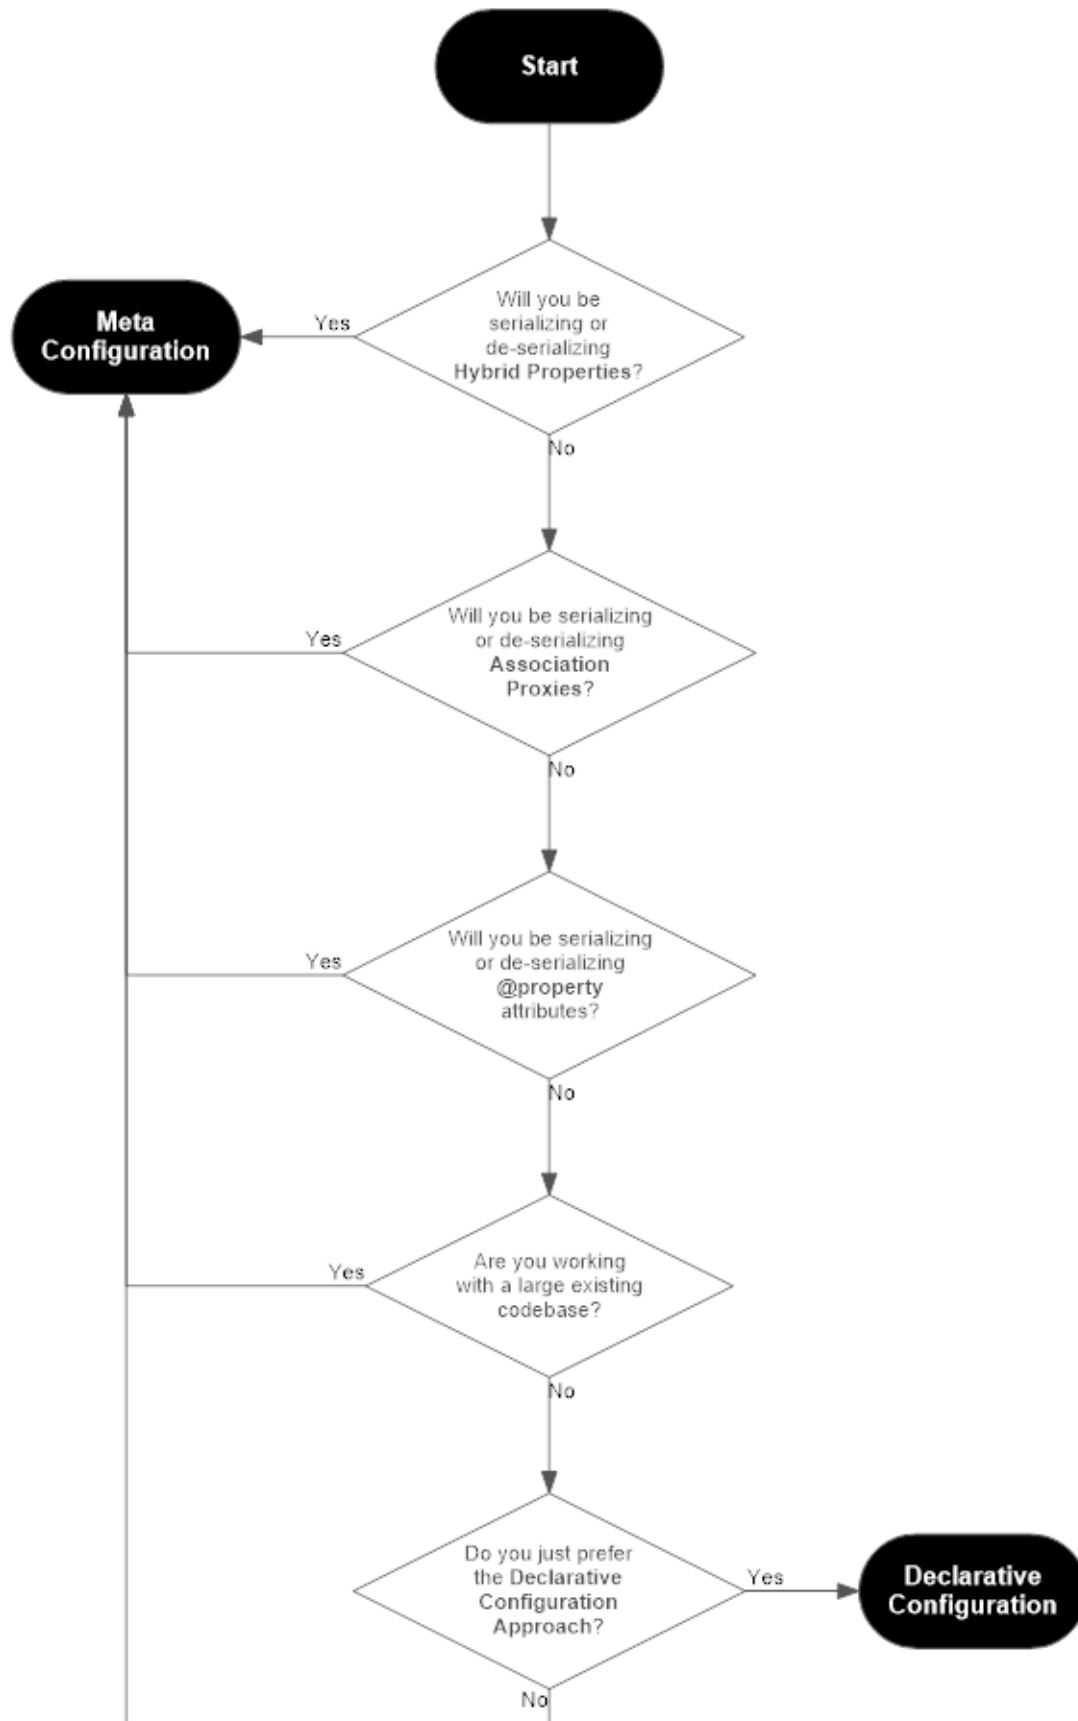 Start
Will you be
serializing or
de-serializing
Hybrid Properties?
Yes
Meta
Configuration
No
Will you be serializing
or de-serializing
Association
Proxies?
Yes
No
Will you be serializing
or de-serializing
@property
attributes?
Yes
No
Are you working
with a large existing
codebase?
Yes
No
Do you just prefer
the Declarative
Configuration
Approach?
Yes
Declarative
Configuration
No